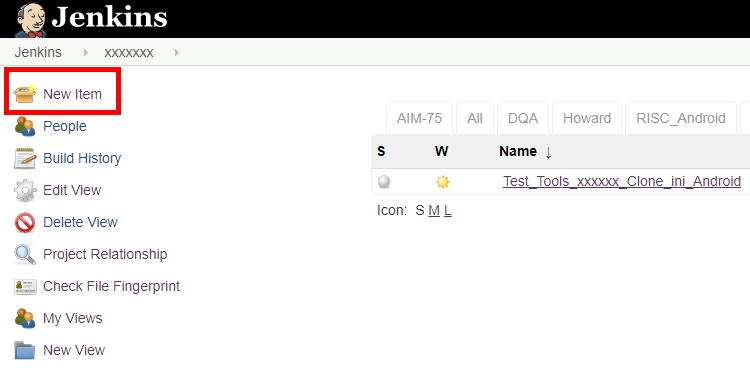 Jenkins
Jenkins xxxxxxx
New Item
People
Build History
Edit View
Delete View
Project Relationship
Check File Fingerprint
My Views
New View
AIM-75 All DQA Howard RISC_Android
S W Name ↓
Test_Tools_xxxxxx_Clone_ini_Android
Icon: S M L